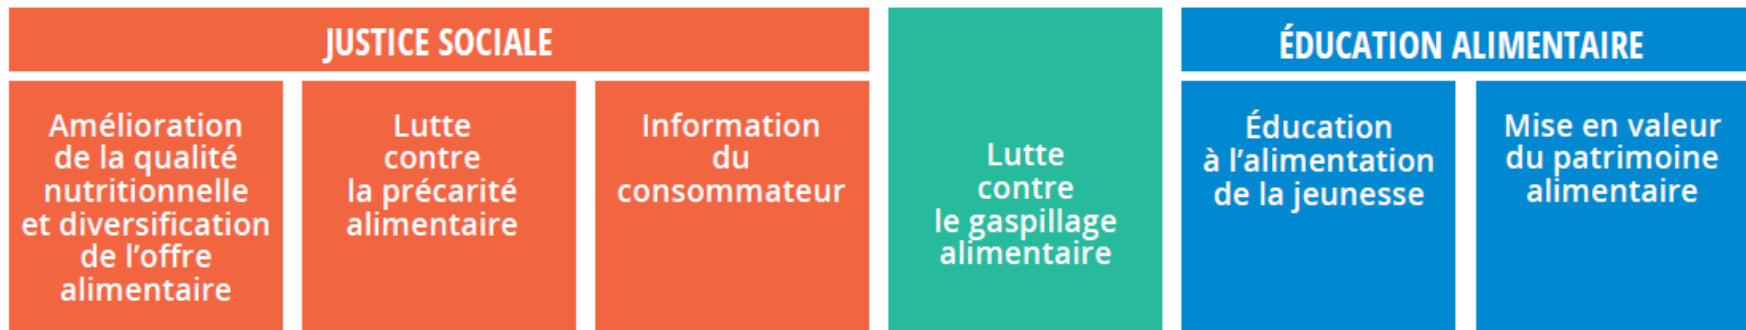 JUSTICE SOCIALE
Amélioration
de la qualité
nutritionnelle
et diversification
de l'offre
alimentaire
Lutte
contre
la précarité
alimentaire
Information
du
consommateur
Lutte
contre
le gaspillage
alimentaire
ÉDUCATION ALIMENTAIRE
Éducation
à l'alimentation
de la jeunesse
Mise en valeur
du patrimoine
alimentaire